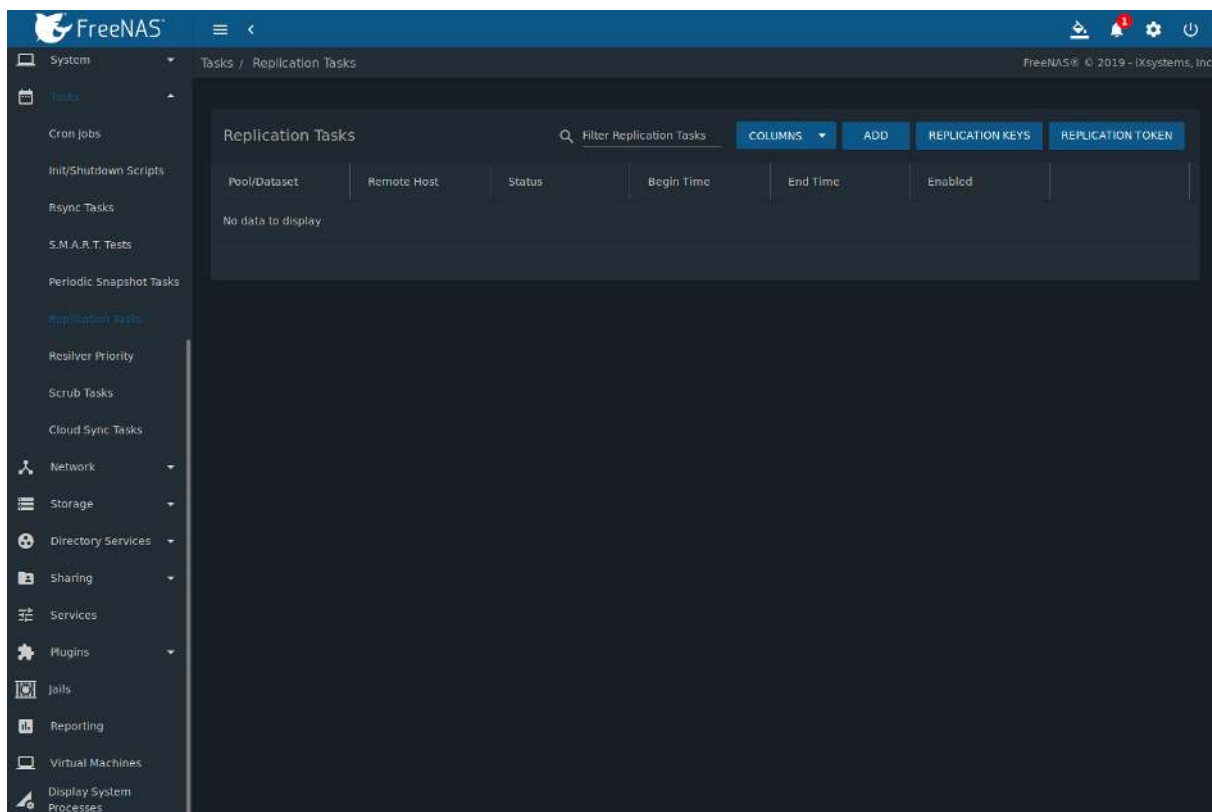 FreeNAS®
1
System
Tasks / Replication Tasks
FreeNAS® © 2019 - iXsystems, Inc
Tasks
Cron Jobs
Replication Tasks
Filter Replication Tasks
COLUMNS
ADD
REPLICATION KEYS
REPLICATION TOKEN
Init/Shutdown Scripts
Pool/Dataset
Remote Host
Status
Begin Time
End Time
Enabled
Rsync Tasks
No data to display
S.M.A.R.T. Tests
Periodic Snapshot Tasks
Replication Tasks
Resilver Priority
Scrub Tasks
Cloud Sync Tasks
Network
Storage
Directory Services
Sharing
Services
Plugins
Jails
Reporting
Virtual Machines
Display System
Processes